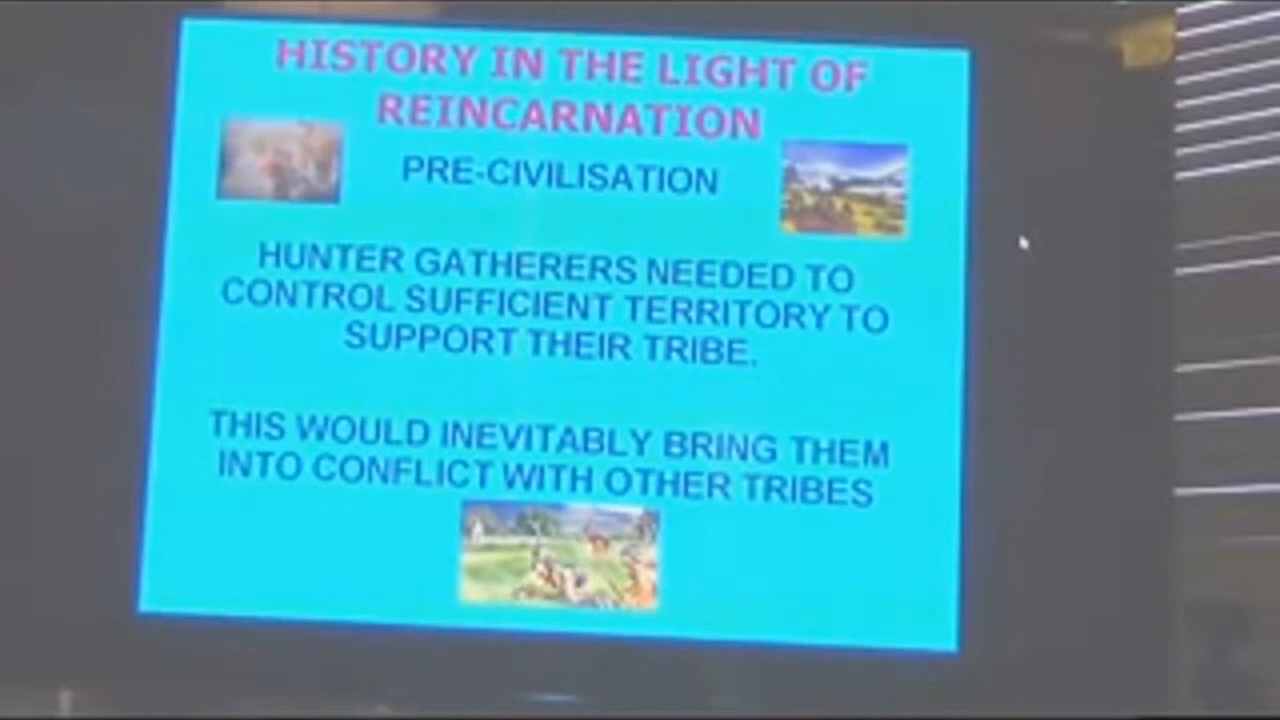 HISTORY IN THE LIGHT OF
REINCARNATION
PRE-CIVILISATION
HUNTER GATHERERS NEEDED TO
CONTROL SUFFICIENT TERRITORY TO
SUPPORT THEIR TRIBE.
THIS WOULD INEVITABLY BRING THEM
INTO CONFLICT WITH OTHER TRIBES